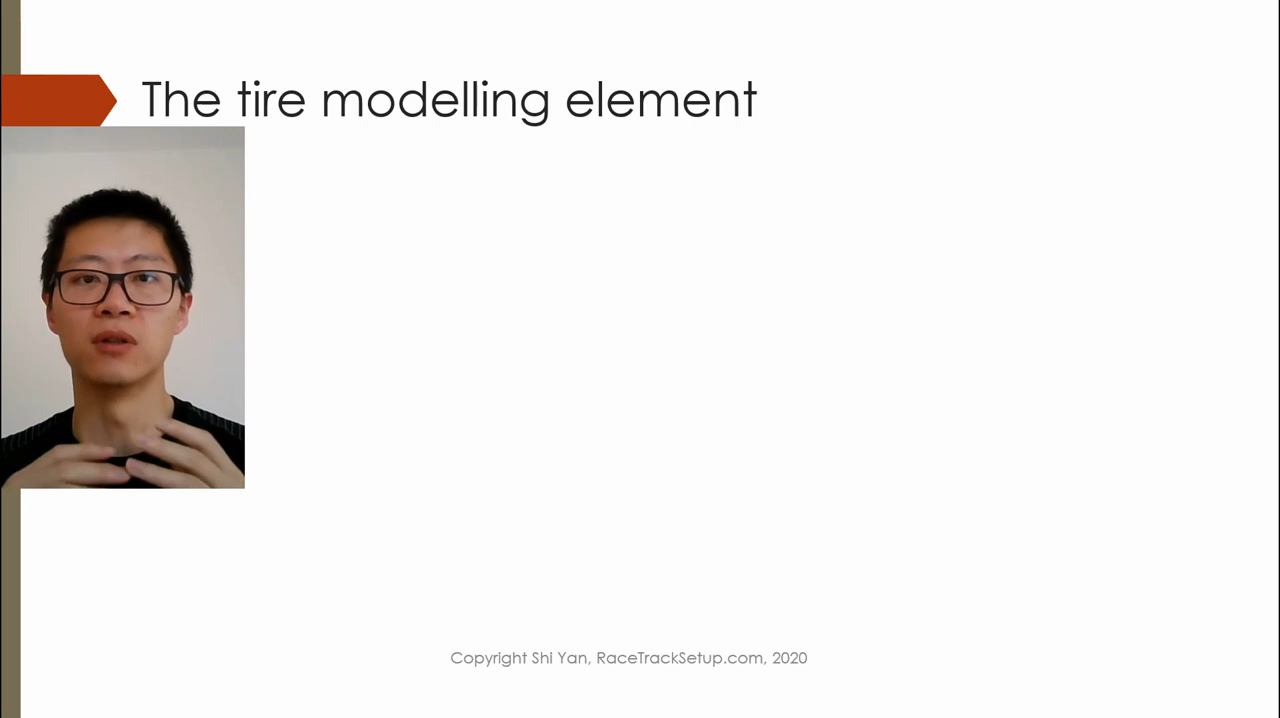 The tire modelling element
Copyright Shi Yan, RaceTrackSetup.com, 2020